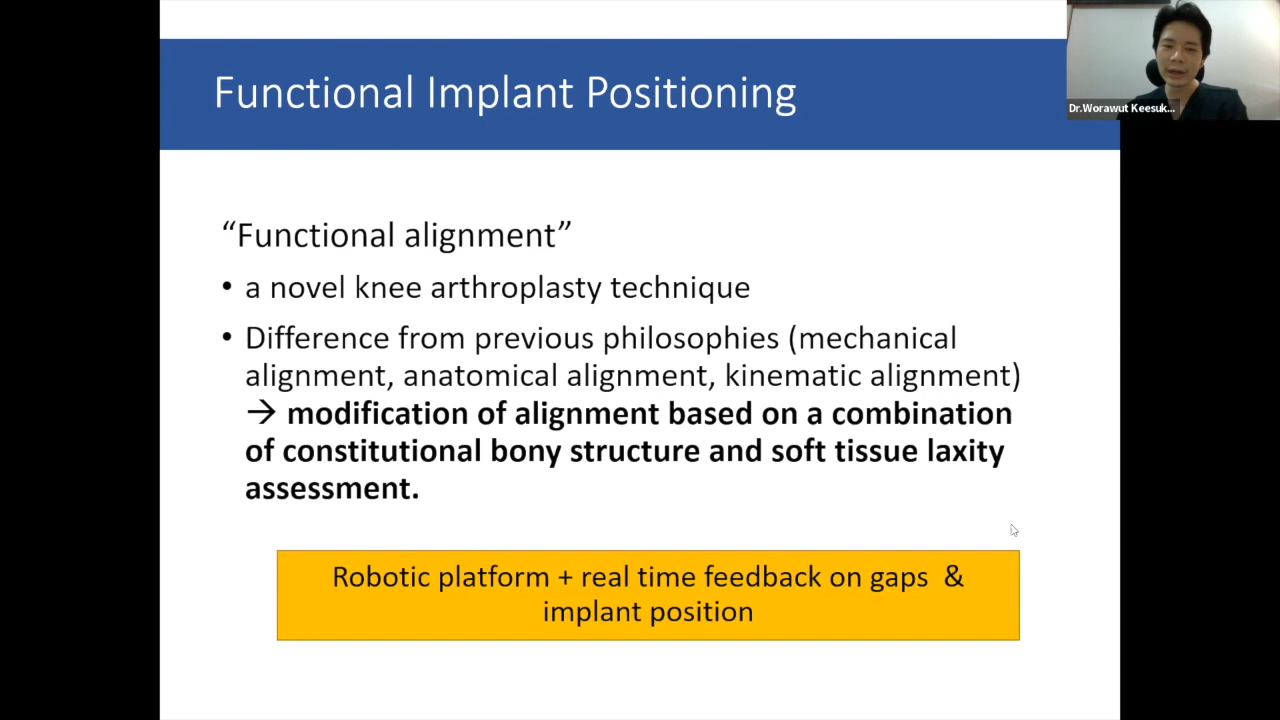 Functional Implant Positioning
Dr.Worawut Keesuk...
“Functional alignment”
• a novel knee arthroplasty technique
• Difference from previous philosophies (mechanical
alignment, anatomical alignment, kinematic alignment)
→ modification of alignment based on a combination
of constitutional bony structure and soft tissue laxity
assessment.
Robotic platform + real time feedback on gaps &
implant position